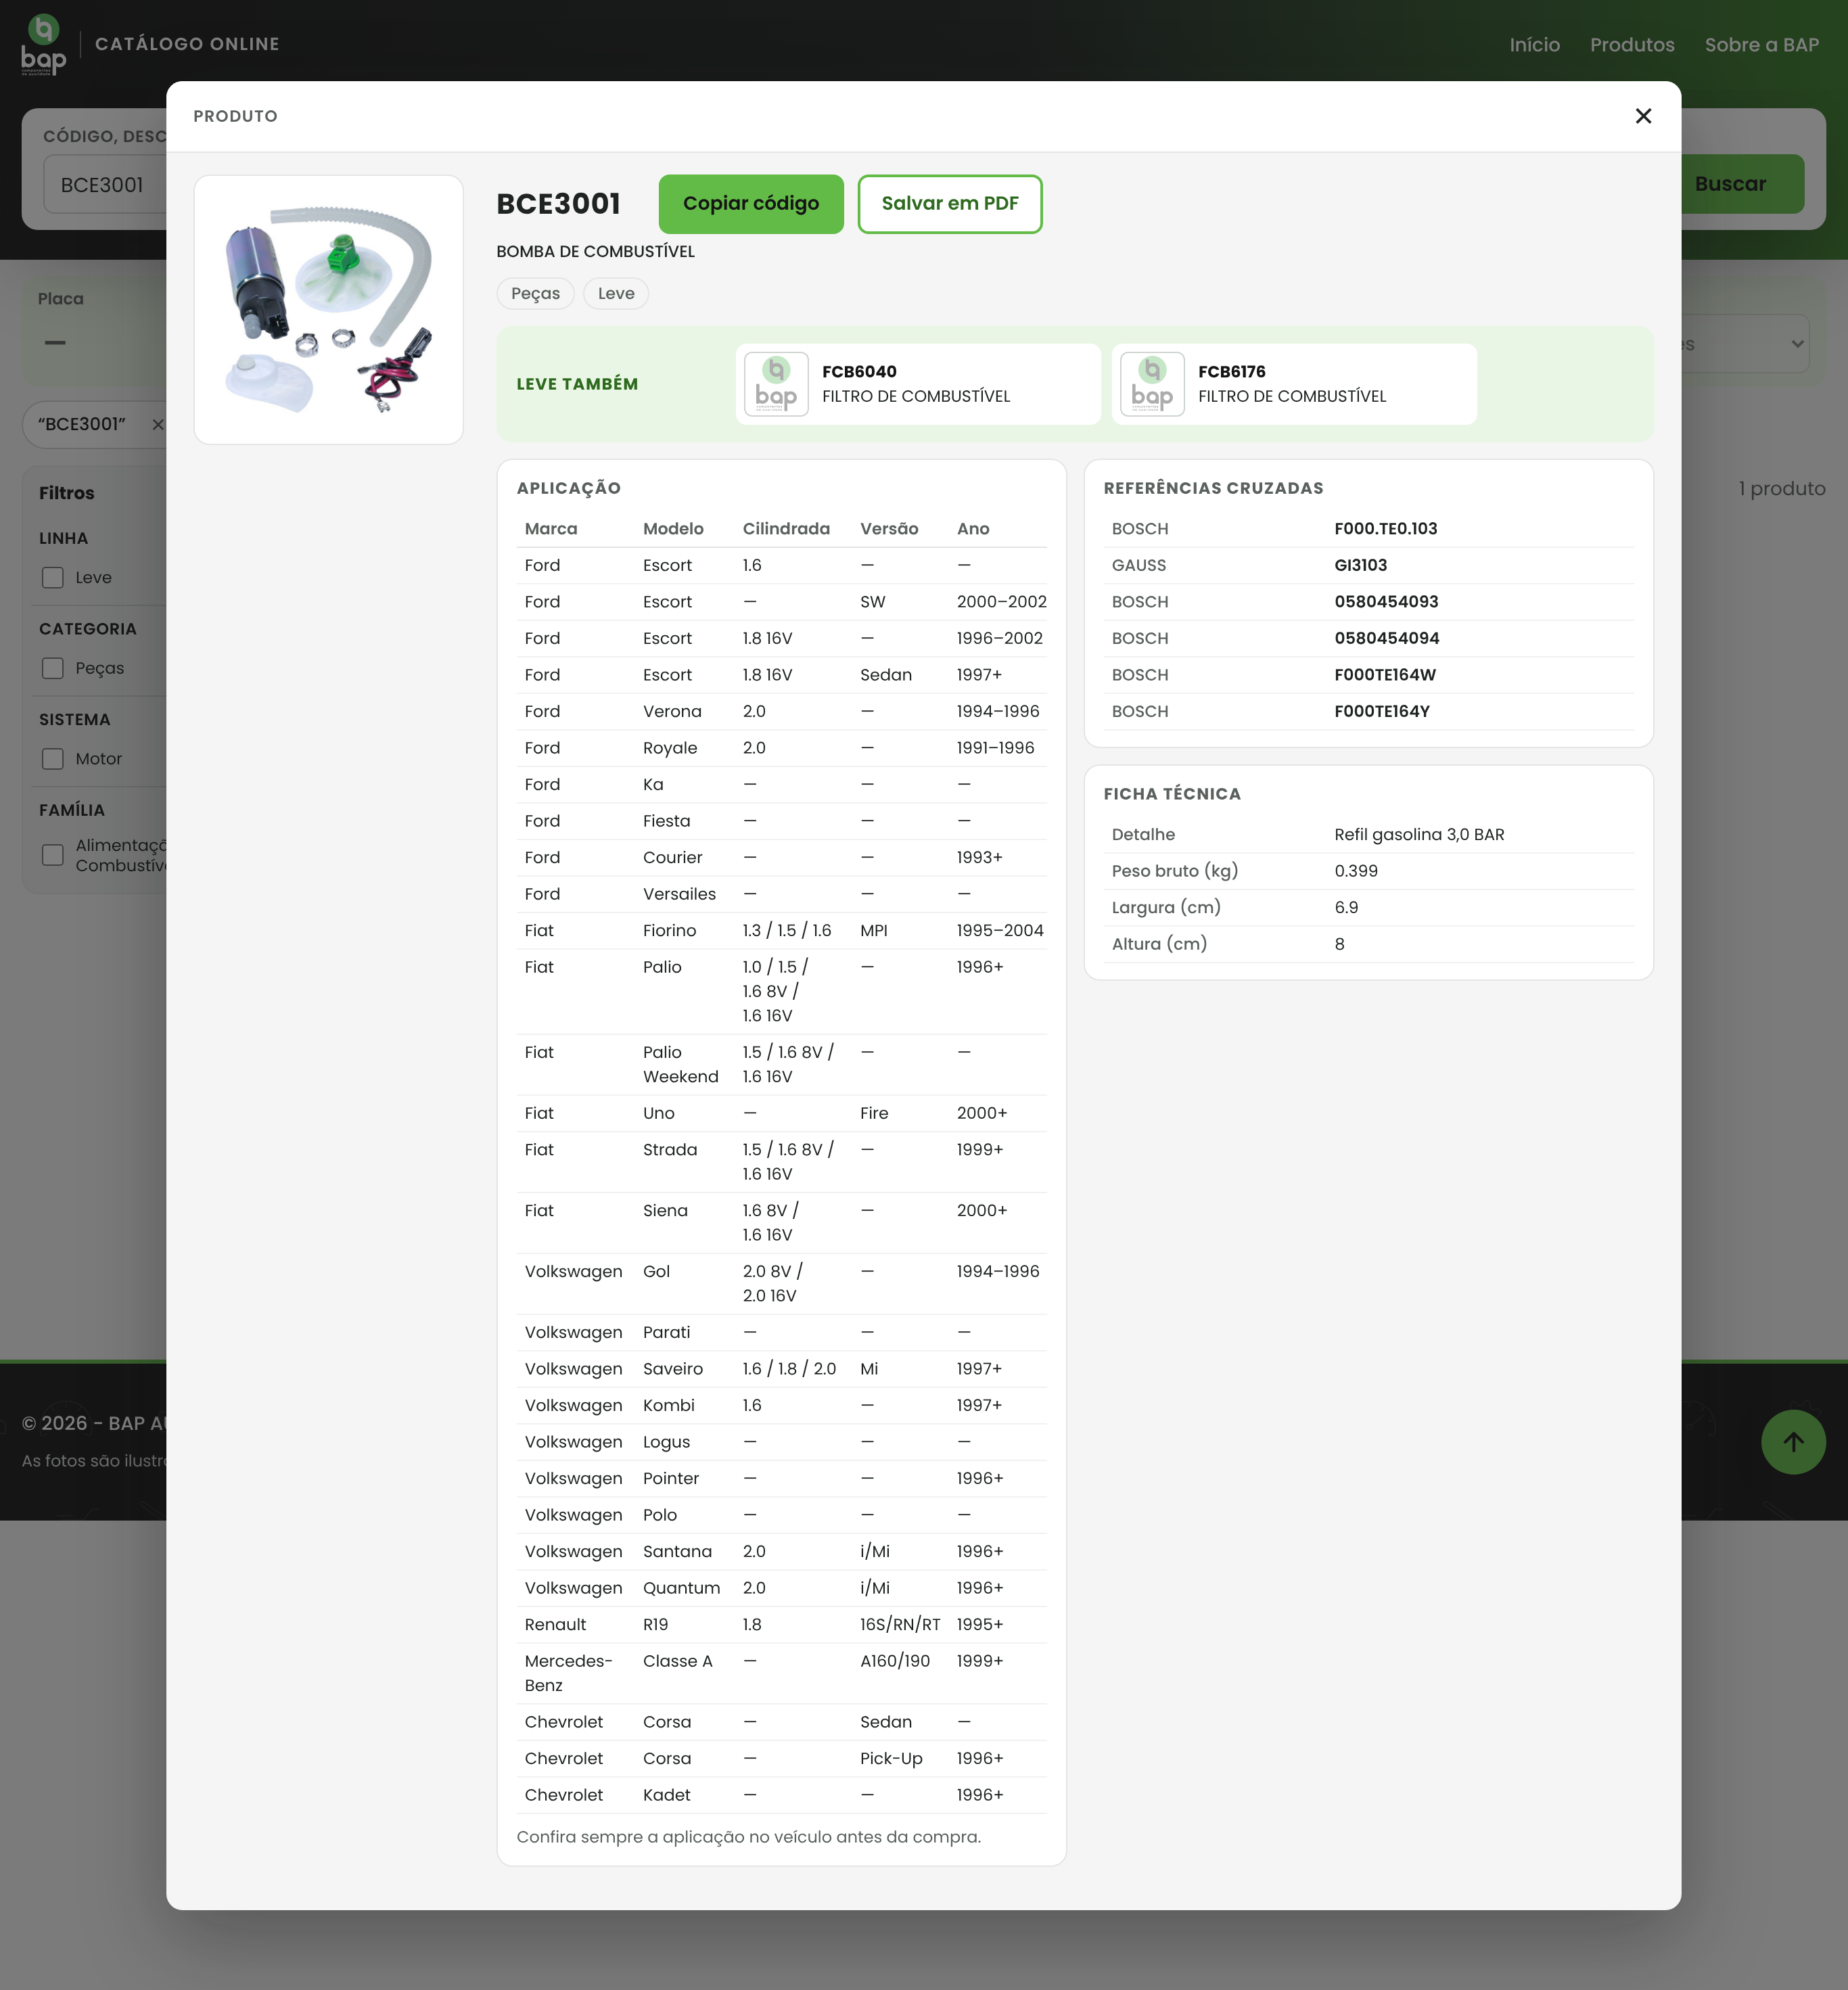 bap
CATÁLOGO ONLINE
Início
Produtos
Sobre a BAP
PRODUTO
BCE3001
Buscar
Placa
—
“BCE3001”
Filtros
LINHA
Leve
CATEGORIA
Peças
SISTEMA
Motor
FAMÍLIA
1 produto
BCE3001
Copiar código
Salvar em PDF
BOMBA DE COMBUSTÍVEL
Peças
Leve
LEVE TAMBÉM
bap
FCB6040
FILTRO DE COMBUSTÍVEL
bap
FCB6176
FILTRO DE COMBUSTÍVEL
APLICAÇÃO
Marca Modelo Cilindrada Versão Ano
Ford Escort 1.6 — —
Ford Escort — SW 2000–2002
Ford Escort 1.8 16V — 1996–2002
Ford Escort 1.8 16V Sedan 1997+
Ford Verona 2.0 — 1994–1996
Ford Royale 2.0 — 1991–1996
Ford Ka — — —
Ford Fiesta — — —
Ford Courier — — 1993+
Ford Versailes — — —
Fiat Fiorino 1.3 / 1.5 / 1.6 MPI 1995–2004
Fiat Palio 1.0 / 1.5 / — 1996+
1.6 8V /
1.6 16V
Fiat Palio 1.5 / 1.6 8V / — —
Weekend 1.6 16V
Fiat Uno — Fire 2000+
Fiat Strada 1.5 / 1.6 8V / — 1999+
1.6 16V
Fiat Siena 1.6 8V / — 2000+
1.6 16V
Volkswagen Gol 2.0 8V / — 1994–1996
2.0 16V
Volkswagen Parati — — —
Volkswagen Saveiro 1.6 / 1.8 / 2.0 Mi 1997+
Volkswagen Kombi 1.6 — 1997+
Volkswagen Logus — — —
Volkswagen Pointer — — 1996+
Volkswagen Polo — — —
Volkswagen Santana 2.0 i/Mi 1996+
Volkswagen Quantum 2.0 i/Mi 1996+
Renault R19 1.8 16S/RN/RT 1995+
Mercedes- Classe A — A160/190 1999+
Benz
Chevrolet Corsa — Sedan —
Chevrolet Corsa — Pick-Up 1996+
Chevrolet Kadet — — 1996+
Confira sempre a aplicação no veículo antes da compra.
REFERÊNCIAS CRUZADAS
BOSCH F000.TE0.103
GAUSS GI3103
BOSCH 0580454093
BOSCH 0580454094
BOSCH F000TE164W
BOSCH F000TE164Y
FICHA TÉCNICA
Detalhe Refil gasolina 3,0 BAR
Peso bruto (kg) 0.399
Largura (cm) 6.9
Altura (cm) 8
© 2026 - BAP
As fotos são